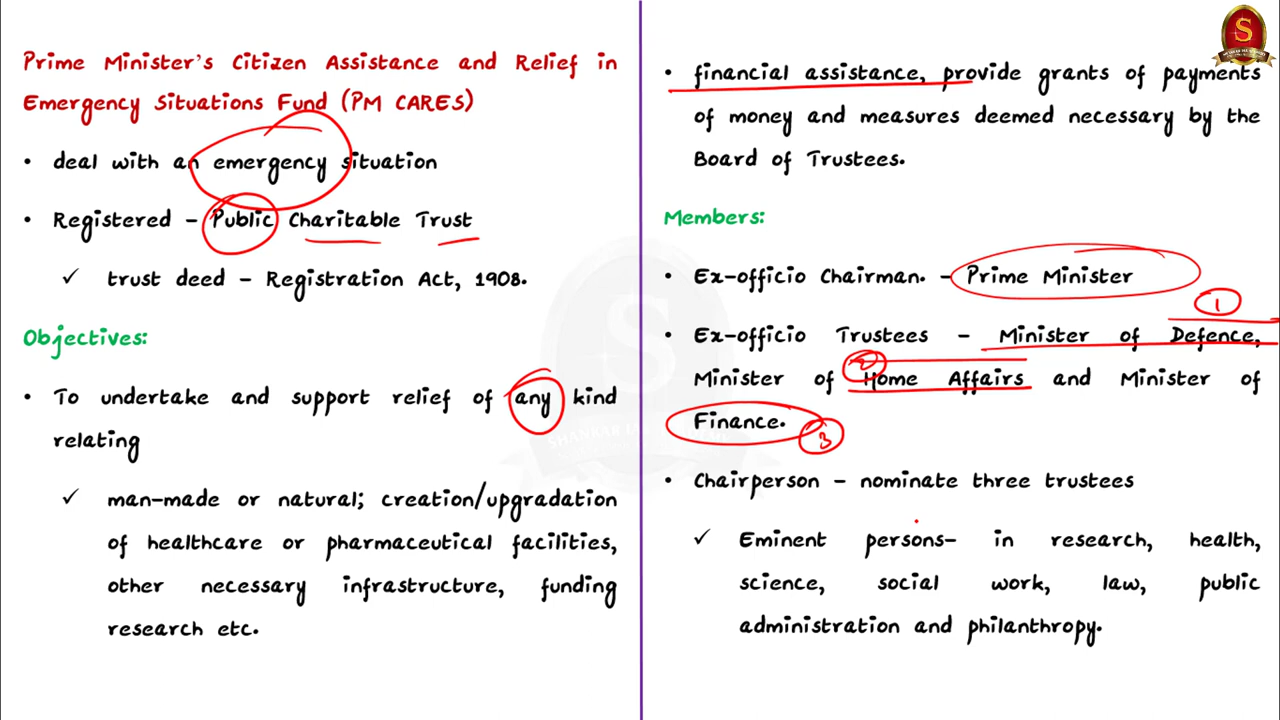 Prime Minister's Citizen Assistance and Relief in
Emergency Situations Fund (PM CARES)
• deal with an emergency situation
• Registered - Public Charitable Trust
✓ trust deed - Registration Act, 1908.
Objectives:
• To undertake and support relief of any kind
relating
✓ man-made or natural; creation/upgradation
of healthcare or pharmaceutical facilities,
other necessary infrastructure, funding
research etc.
• financial assistance, provide grants of payments
of money and measures deemed necessary by the
Board of Trustees.
Members:
• Ex-officio Chairman. - Prime Minister
1
• Ex-officio Trustees - Minister of Defence,
2
Minister of Home Affairs and Minister of
Finance.
3
• Chairperson - nominate three trustees
✓ Eminent persons- in research, health,
science, social work, law, public
administration and philanthropy.
S